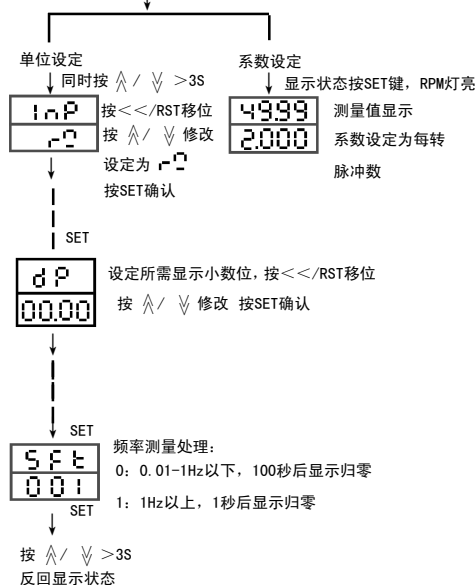 单位设定
同时按 ︽ / ︾ >3S
InP
按<</RST移位
按 ︽ / ︾ 修改
设定为
按SET确认
系数设定
显示状态按SET键，RPM灯亮
49.99
测量值显示
2.000
系数设定为每转
脉冲数
SET
dP
设定所需显示小数位，按<</RST移位
00.00
按 ︽ / ︾ 修改 按SET确认
SET
SFt
频率测量处理：
001
0：0.01-1Hz以下，100秒后显示归零
1：1Hz以上，1秒后显示归零
SET
按 ︽ / ︾ >3S
反回显示状态